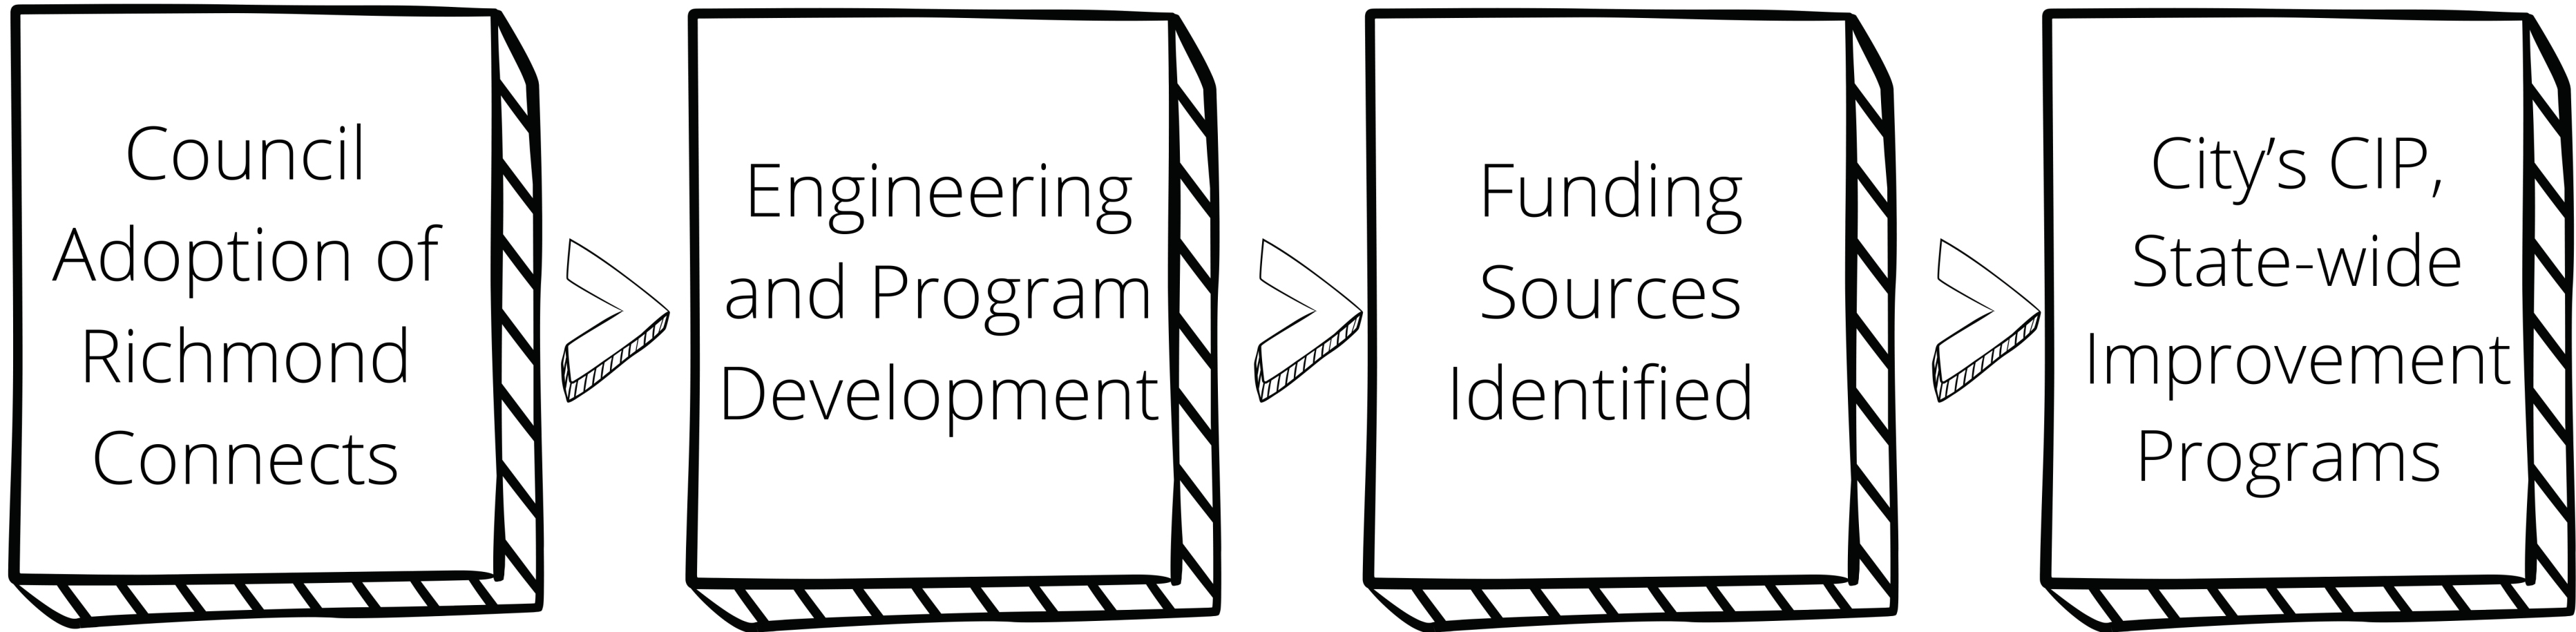 Council
Adoption of
Richmond
Connects
Engineering
and Program
Development
Funding
Sources
Identified
City’s CIP,
State-wide
Improvement
Programs